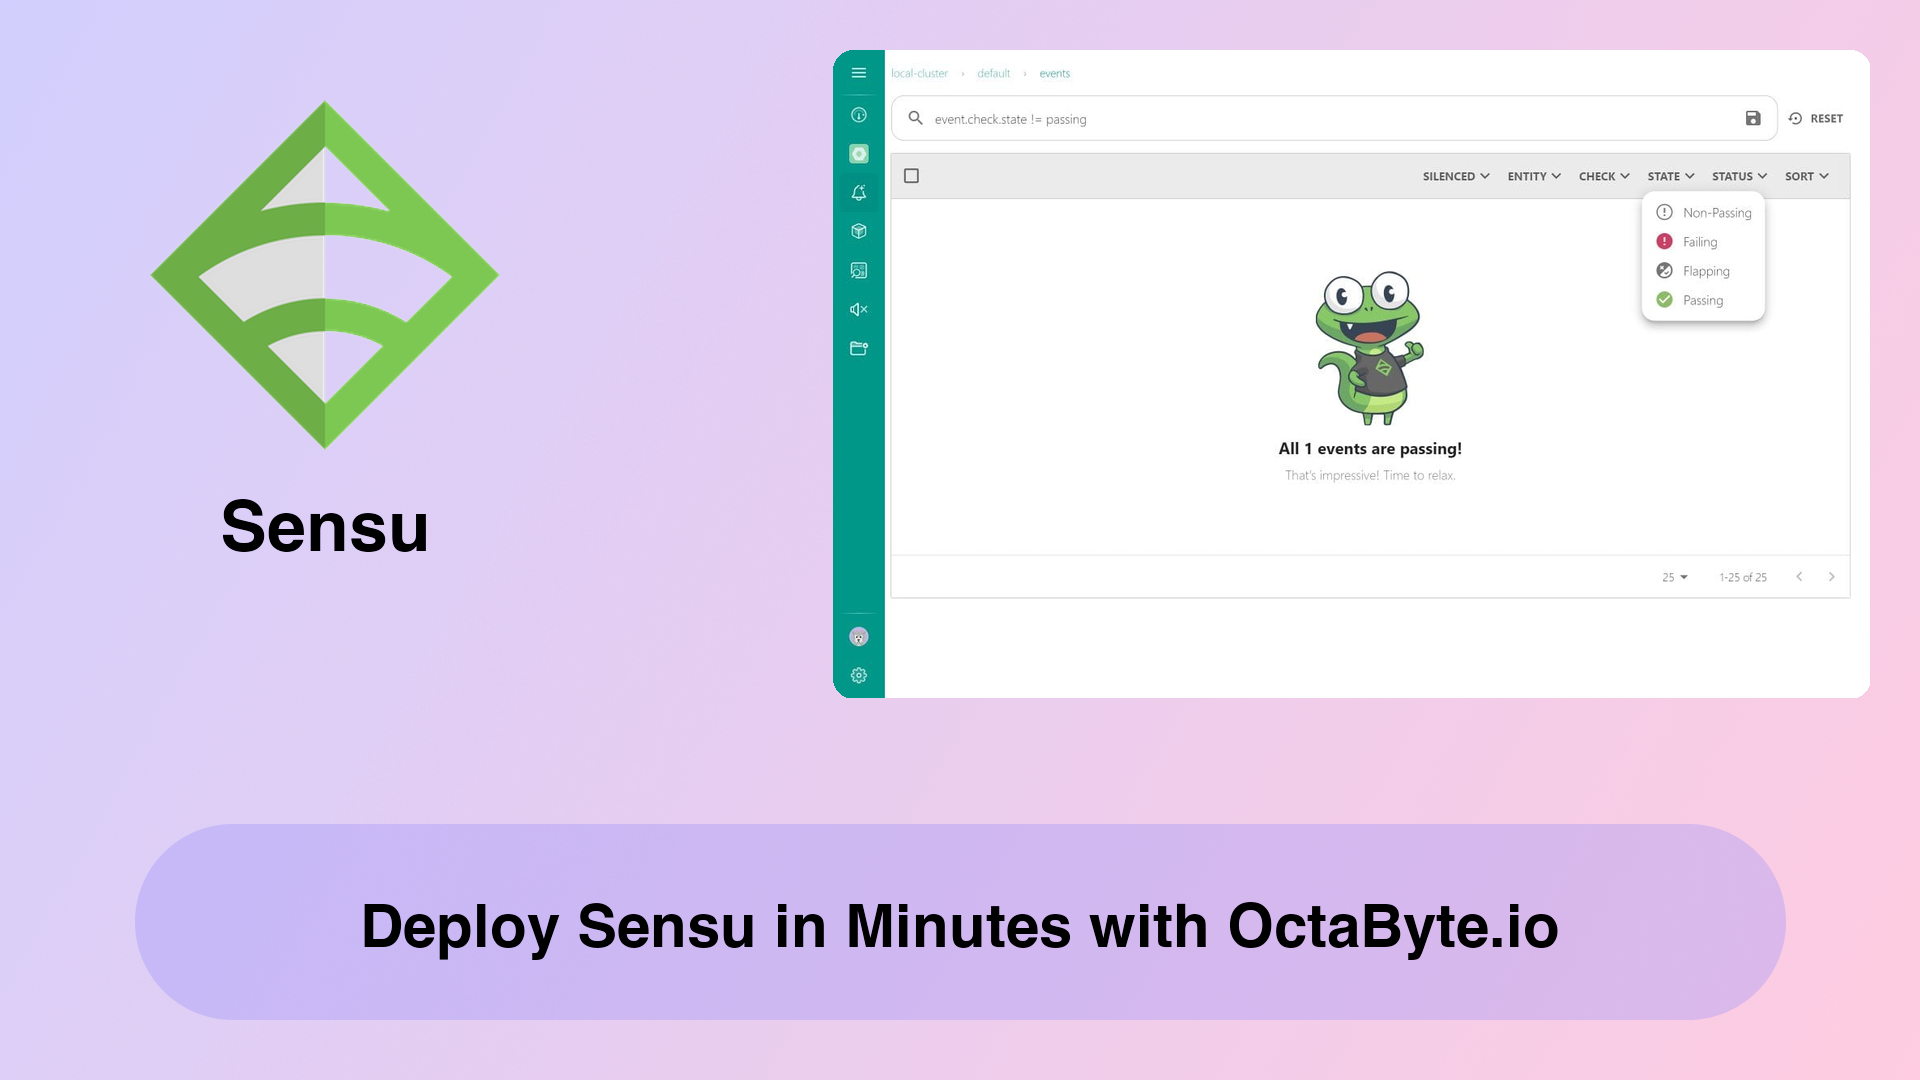 Sensu
local-cluster › default › events
event.check.state != passing
RESET
SILENCED ENTITY CHECK STATE STATUS SORT
Non-Passing
Failing
Flapping
Passing
All 1 events are passing!
That's impressive! Time to relax.
25 1-25 of 25
Deploy Sensu in Minutes with OctaByte.io